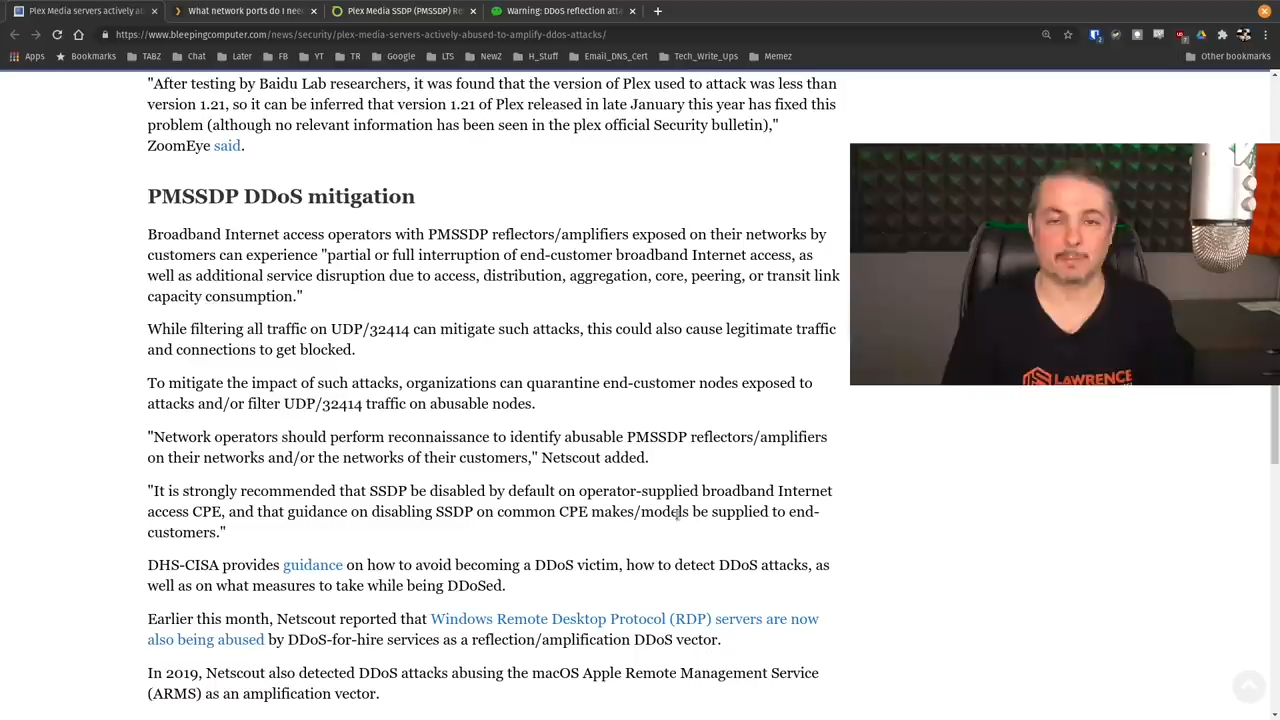 Plex Media servers actively a
What network ports do I nee
Plex Media SSDP (PMSSDP) Re
Warning: DDos reflection att
https://www.bleepingcomputer.com/news/security/plex-media-servers-actively-abused-to-amplify-ddos-attacks/
Apps Bookmarks TABZ Chat Later FB YT TR Google LTS NewZ H_Stuff Email_DNS_Cert Tech_Write_Ups Memez Other bookmarks
"After testing by Baidu Lab researchers, it was found that the version of Plex used to attack was less than
version 1.21, so it can be inferred that version 1.21 of Plex released in late January this year has fixed this
problem (although no relevant information has been seen in the plex official Security bulletin),"
ZoomEye said.
PMSSDP DDoS mitigation
Broadband Internet access operators with PMSSDP reflectors/amplifiers exposed on their networks by
customers can experience "partial or full interruption of end-customer broadband Internet access, as
well as additional service disruption due to access, distribution, aggregation, core, peering, or transit link
capacity consumption."
While filtering all traffic on UDP/32414 can mitigate such attacks, this could also cause legitimate traffic
and connections to get blocked.
To mitigate the impact of such attacks, organizations can quarantine end-customer nodes exposed to
attacks and/or filter UDP/32414 traffic on abusable nodes.
"Network operators should perform reconnaissance to identify abusable PMSSDP reflectors/amplifiers
on their networks and/or the networks of their customers," Netscout added.
"It is strongly recommended that SSDP be disabled by default on operator-supplied broadband Internet
access CPE, and that guidance on disabling SSDP on common CPE makes/models be supplied to end-
customers."
DHS-CISA provides guidance on how to avoid becoming a DDoS victim, how to detect DDoS attacks, as
well as on what measures to take while being DDoSed.
Earlier this month, Netscout reported that Windows Remote Desktop Protocol (RDP) servers are now
also being abused by DDoS-for-hire services as a reflection/amplification DDoS vector.
In 2019, Netscout also detected DDoS attacks abusing the macOS Apple Remote Management Service
(ARMS) as an amplification vector.
LAWRENCE